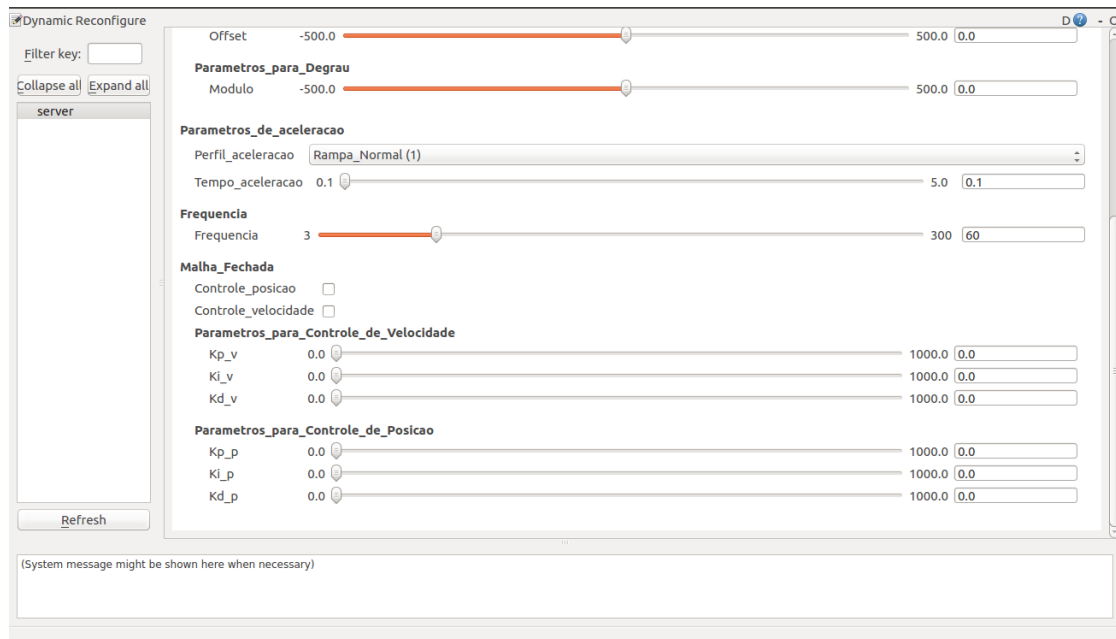 Dynamic Reconfigure
D ? - O
Filter key:
Collapse all Expand all
server
Refresh
Offset -500.0 500.0 0.0
Parametros_para_Degrau
Modulo -500.0 500.0 0.0
Parametros_de_aceleracao
Perfil_aceleracao Rampa_Normal (1)
Tempo_aceleracao 0.1 5.0 0.1
Frequencia
Frequencia 3 300 60
Malha_Fechada
Controle_posicao
Controle_velocidade
Parametros_para_Controle_de_Velocidade
Kp_v 0.0 1000.0 0.0
Ki_v 0.0 1000.0 0.0
Kd_v 0.0 1000.0 0.0
Parametros_para_Controle_de_Posicao
Kp_p 0.0 1000.0 0.0
Ki_p 0.0 1000.0 0.0
Kd_p 0.0 1000.0 0.0
(System message might be shown here when necessary)